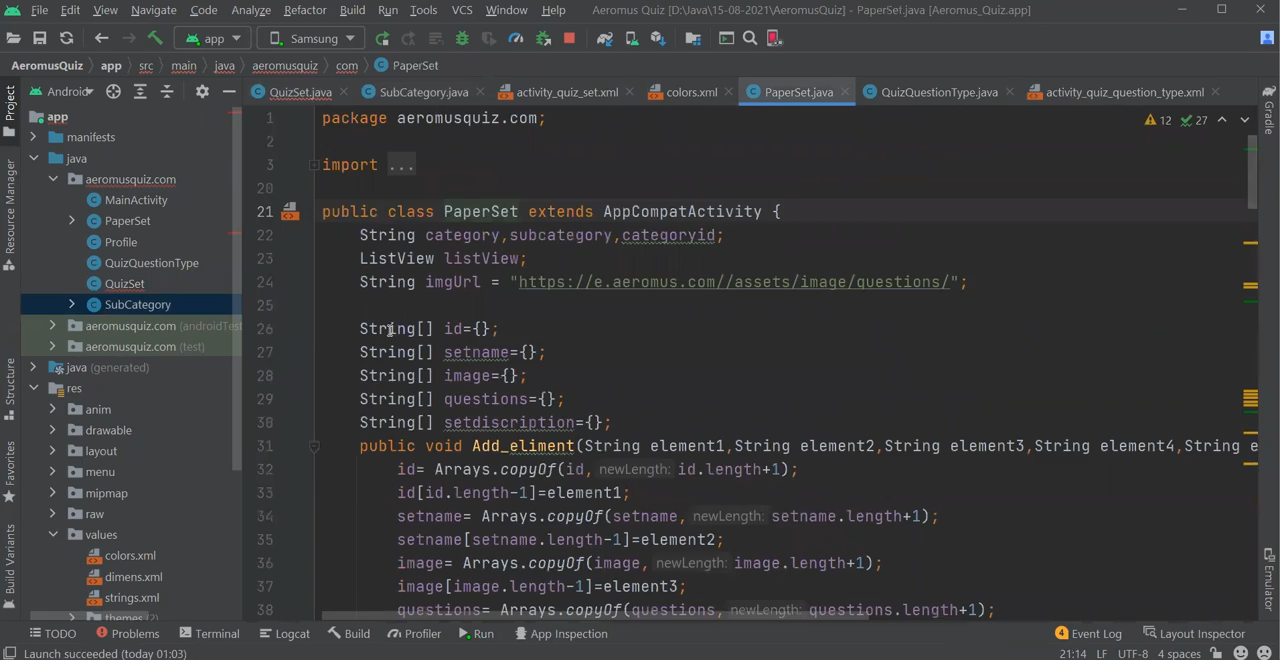 File Edit View Navigate Code Analyze Refactor Build Run Tools VCS Window Help Aeromus Quiz [D:\Java\15-08-2021\AeromusQuiz] - PaperSet.java [Aeromus_Quiz.app]
app Samsung
AeromusQuiz app src main java aeromusquiz com PaperSet
Android QuizSet.java SubCategory.java activity_quiz_set.xml colors.xml PaperSet.java QuizQuestionType.java activity_quiz_question_type.xml
Project
Resource Manager
Structure
Favorites
Build Variants
app
manifests
java
aeromusquiz.com
MainActivity
PaperSet
Profile
QuizQuestionType
QuizSet
SubCategory
aeromusquiz.com (androidTest
aeromusquiz.com (test)
java (generated)
res
anim
drawable
layout
menu
mipmap
raw
values
colors.xml
dimens.xml
strings.xml
themes (2)
1 package aeromusquiz.com;
2
3 import ...
20
21 public class PaperSet extends AppCompatActivity {
22 String category,subcategory,categoryid;
23 ListView listView;
24 String imgUrl = "https://e.aeromus.com//assets/image/questions/";
25
26 String[] id={};
27 String[] setname={};
28 String[] image={};
29 String[] questions={};
30 String[] setdiscription={};
31 public void Add_eliment(String element1,String element2,String element3,String element4,String e
32 id= Arrays.copyOf(id, newLength: id.length+1);
33 id[id.length-1]=element1;
34 setname= Arrays.copyOf(setname, newLength: setname.length+1);
35 setname[setname.length-1]=element2;
36 image= Arrays.copyOf(image, newLength: image.length+1);
37 image[image.length-1]=element3;
38 questions= Arrays.copyOf(questions, newLength: questions.length+1);
12 27
Gradle
Emulator
TODO Problems Terminal Logcat Build Profiler Run App Inspection 4 Event Log Layout Inspector
Launch succeeded (today 01:03) 21:14 LF UTF-8 4 spaces